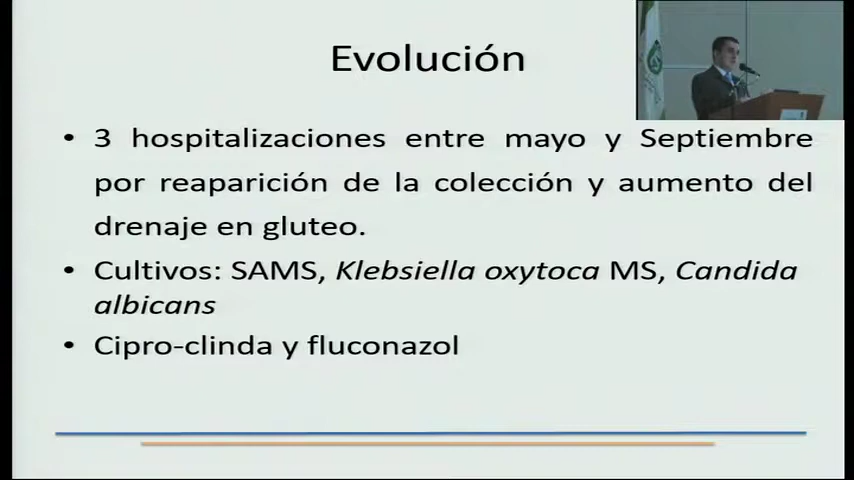 Evolución
• 3 hospitalizaciones entre mayo y Septiembre
por reaparición de la colección y aumento del
drenaje en gluteo.
• Cultivos: SAMS, Klebsiella oxytoca MS, Candida
albicans
• Cipro-clinda y fluconazol